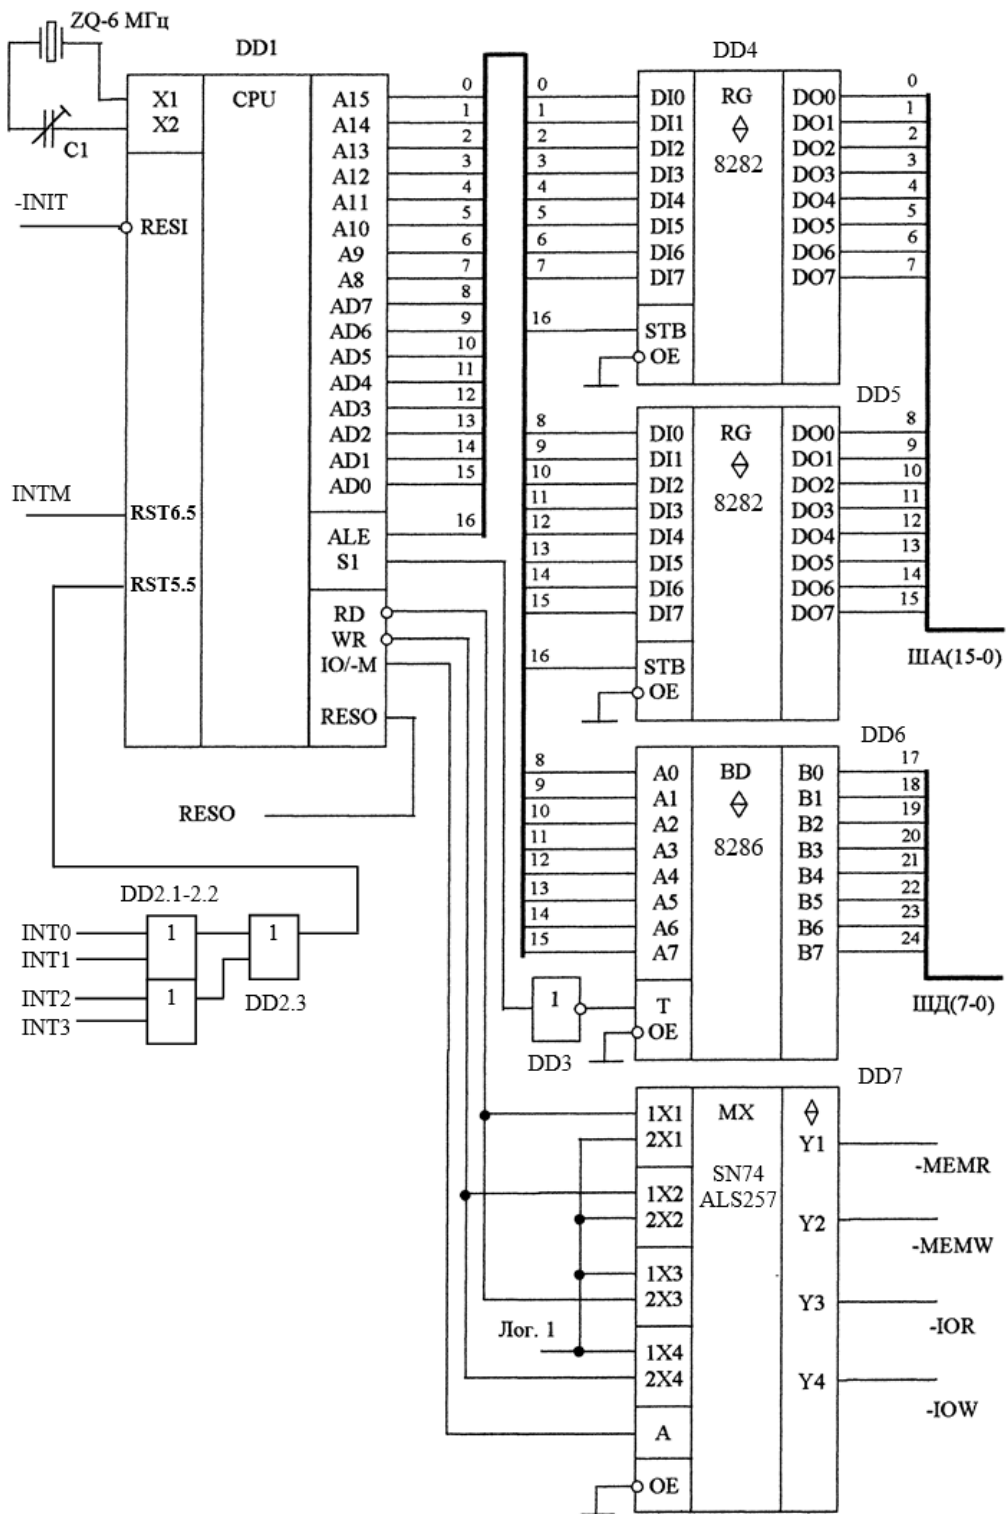 ZQ-6 МГц
DD1
X1
X2
C1
CPU
-INIT
RESI
INTM
RST6.5
RST5.5
A15
A14
A13
A12
A11
A10
A9
A8
AD7
AD6
AD5
AD4
AD3
AD2
AD1
AD0
ALE
S1
RD
WR
IO/-M
RESO
0
1
2
3
4
5
6
7
8
9
10
11
12
13
14
15
16
RESO
DD2.1-2.2
INT0
INT1
INT2
INT3
1
1
1
DD2.3
DD4
0
1
2
3
4
5
6
7
16
DI0
DI1
DI2
DI3
DI4
DI5
DI6
DI7
STB
OE
RG
8282
DO0
DO1
DO2
DO3
DO4
DO5
DO6
DO7
0
1
2
3
4
5
6
7
DD5
8
9
10
11
12
13
14
15
16
DI0
DI1
DI2
DI3
DI4
DI5
DI6
DI7
STB
OE
RG
8282
DO0
DO1
DO2
DO3
DO4
DO5
DO6
DO7
8
9
10
11
12
13
14
15
ША(15-0)
DD6
8
9
10
11
12
13
14
15
A0
A1
A2
A3
A4
A5
A6
A7
T
OE
BD
8286
B0
B1
B2
B3
B4
B5
B6
B7
17
18
19
20
21
22
23
24
ШД(7-0)
1
DD3
DD7
1X1
2X1
1X2
2X2
1X3
2X3
1X4
2X4
A
OE
Лог. 1
MX
SN74
ALS257
Y1
Y2
Y3
Y4
-MEMR
-MEMW
-IOR
-IOW